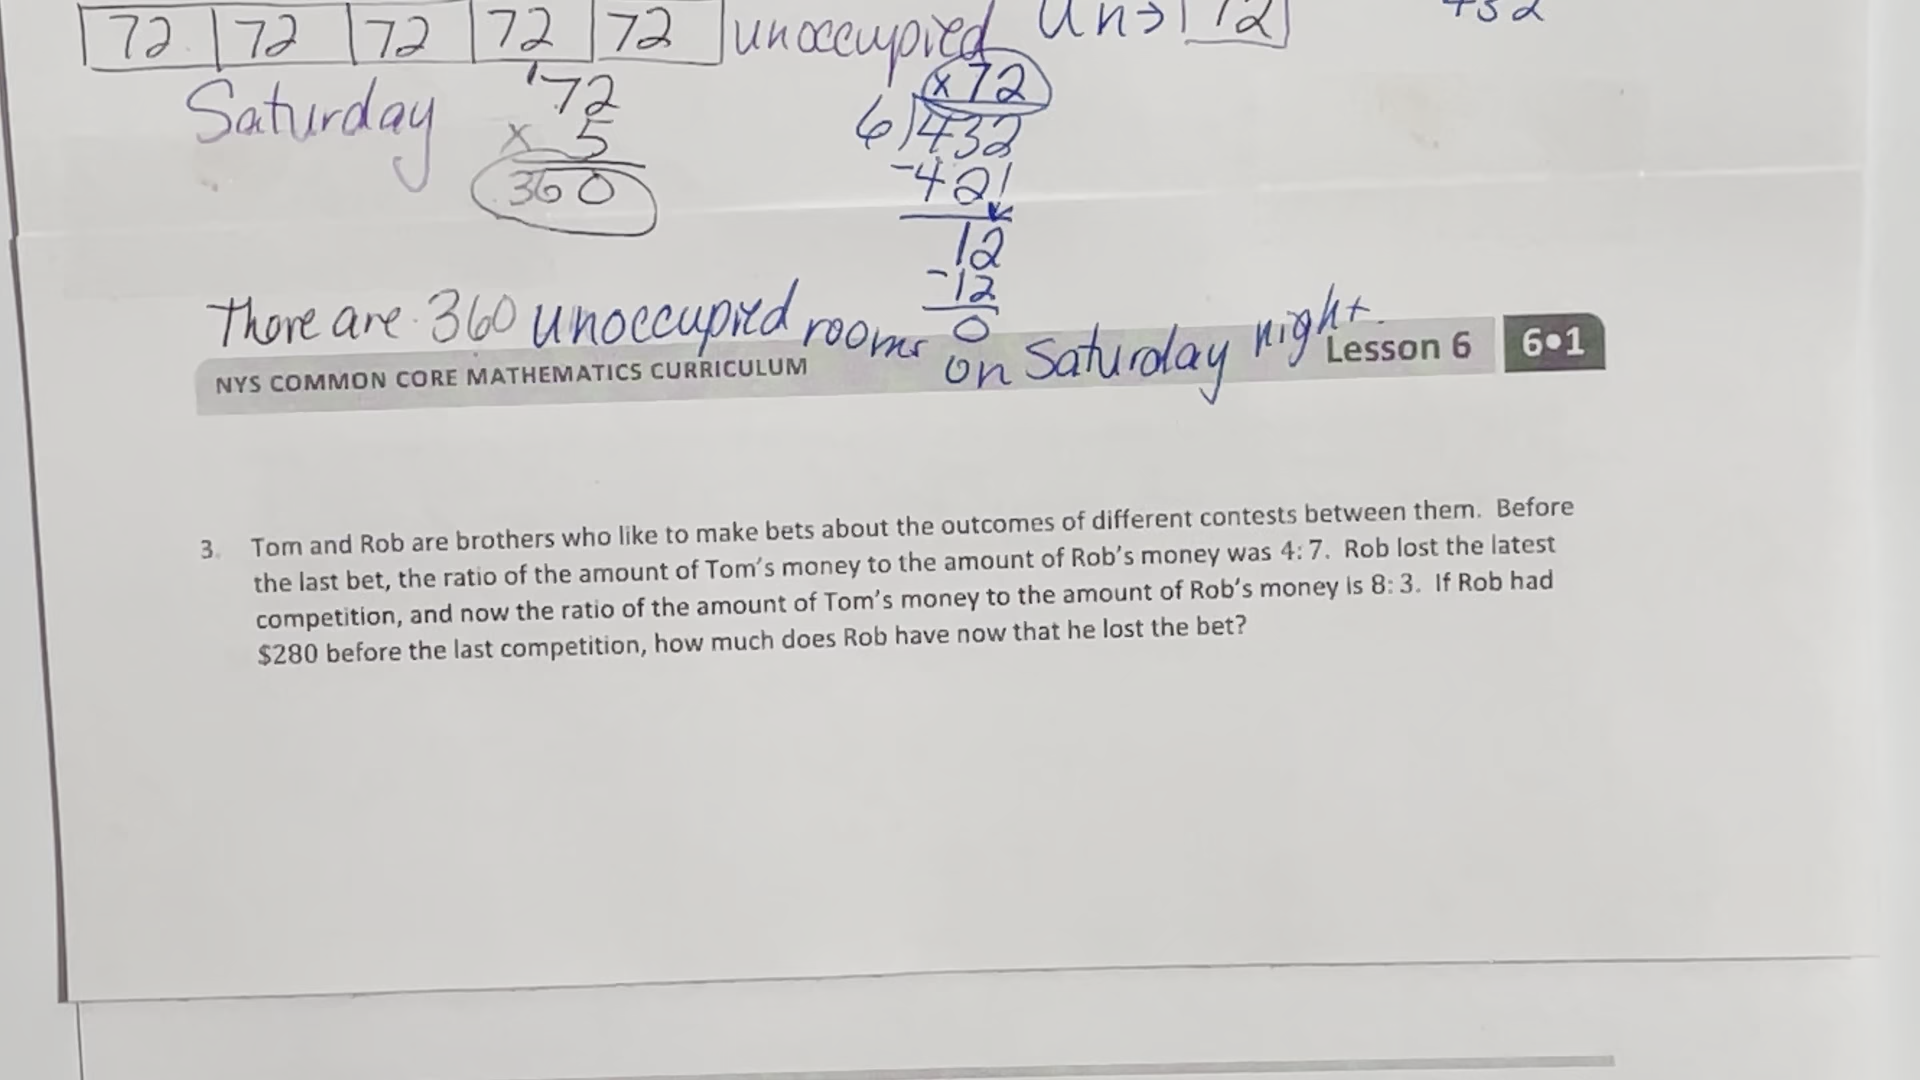 72 72 72 72 72 unoccupied Un→ 72 432
Saturday
72
x 5
360
x 72
6)432
-42
12
-12
0
There are 360 unoccupied rooms on Saturday night.
NYS COMMON CORE MATHEMATICS CURRICULUM Lesson 6 6•1
3. Tom and Rob are brothers who like to make bets about the outcomes of different contests between them. Before
the last bet, the ratio of the amount of Tom's money to the amount of Rob's money was 4:7. Rob lost the latest
competition, and now the ratio of the amount of Tom's money to the amount of Rob's money is 8:3. If Rob had
$280 before the last competition, how much does Rob have now that he lost the bet?